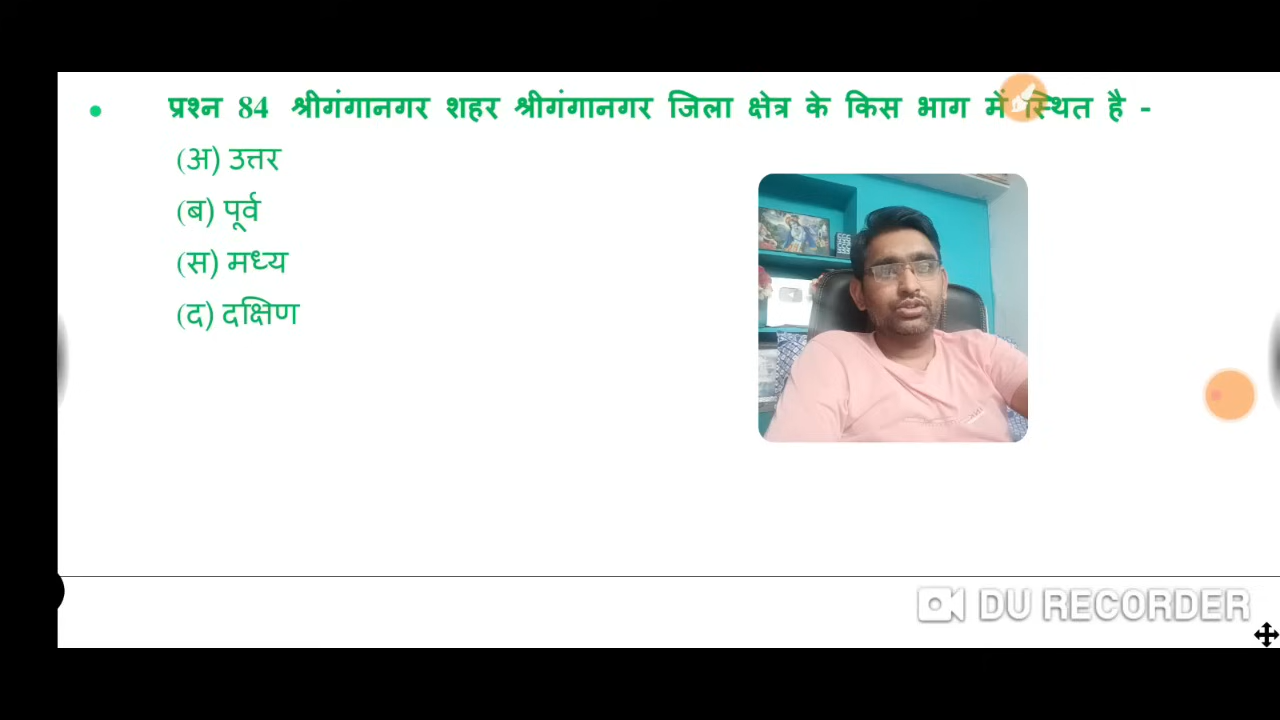 • प्रश्न 84 श्रीगंगानगर शहर श्रीगंगानगर जिला क्षेत्र के किस भाग में स्थित है -
(अ) उत्तर
(ब) पूर्व
(स) मध्य
(द) दक्षिण
DU RECORDER